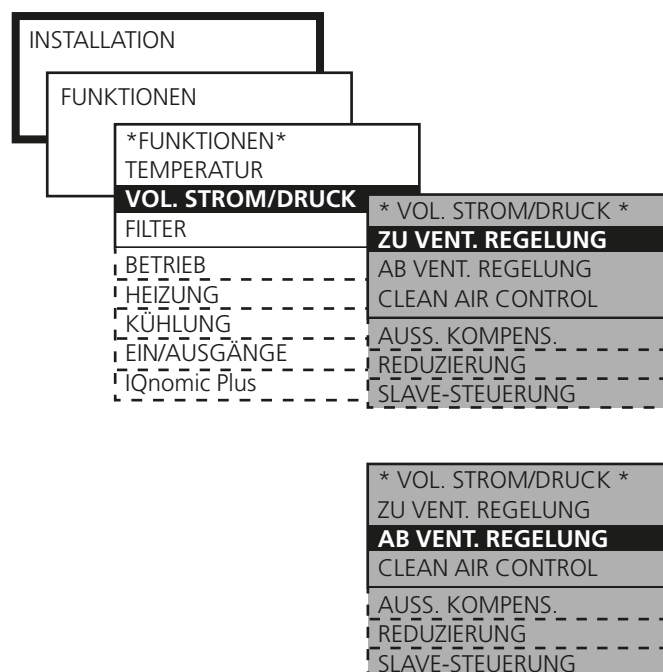 INSTALLATION
FUNKTIONEN
*FUNKTIONEN*
TEMPERATUR
VOL. STROM/DRUCK
FILTER
BETRIEB
HEIZUNG
KÜHLUNG
EIN/AUSGÄNGE
IQnomic Plus
* VOL. STROM/DRUCK *
ZU VENT. REGELUNG
AB VENT. REGELUNG
CLEAN AIR CONTROL
AUSS. KOMPENS.
REDUZIERUNG
SLAVE-STEUERUNG
* VOL. STROM/DRUCK *
ZU VENT. REGELUNG
AB VENT. REGELUNG
CLEAN AIR CONTROL
AUSS. KOMPENS.
REDUZIERUNG
SLAVE-STEUERUNG